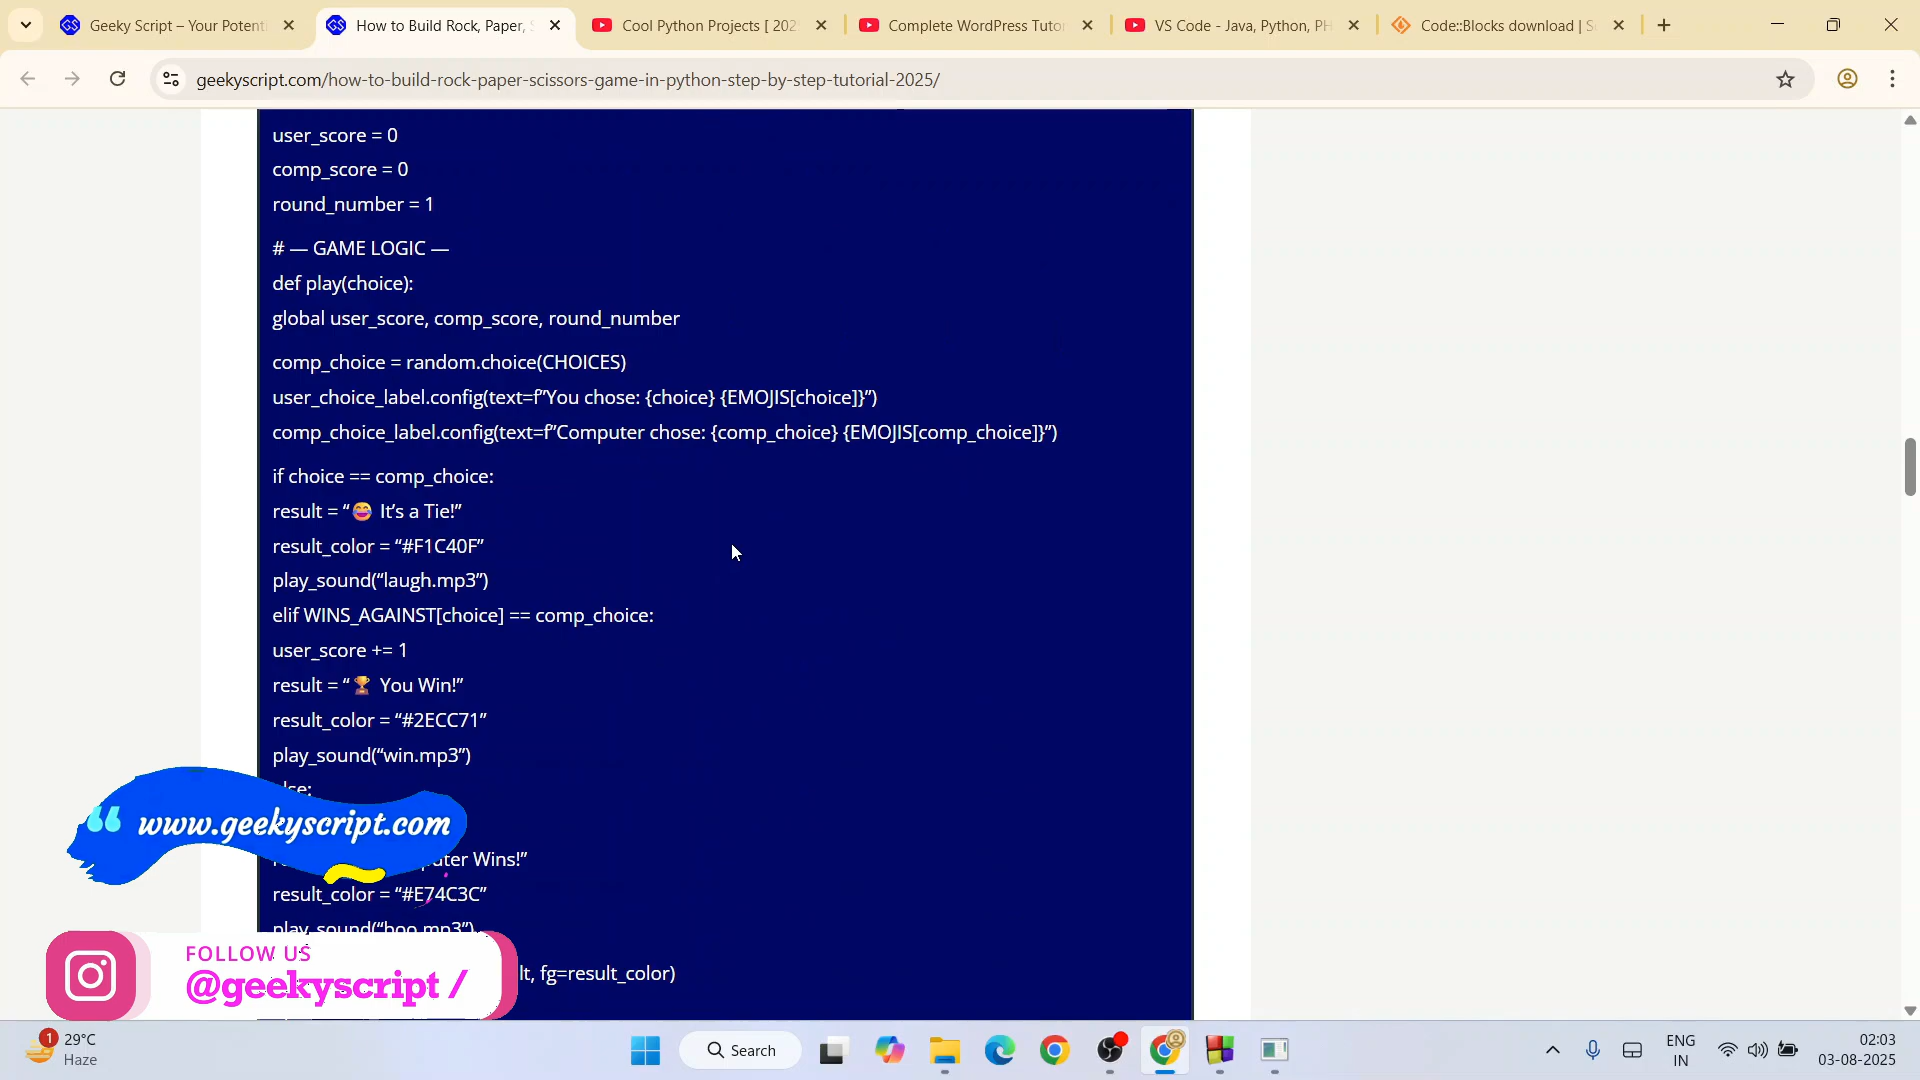 Geeky Script – Your Potenti
How to Build Rock, Paper, S
Cool Python Projects [ 202
Complete WordPress Tutor
VS Code - Java, Python, PH
Code::Blocks download | So
geekyscript.com/how-to-build-rock-paper-scissors-game-in-python-step-by-step-tutorial-2025/
user_score = 0
comp_score = 0
round_number = 1
# — GAME LOGIC —
def play(choice):
global user_score, comp_score, round_number
comp_choice = random.choice(CHOICES)
user_choice_label.config(text=f”You chose: {choice} {EMOJIS[choice]}”)
comp_choice_label.config(text=f”Computer chose: {comp_choice} {EMOJIS[comp_choice]}”)
if choice == comp_choice:
result = “😂 It’s a Tie!”
result_color = “#F1C40F”
play_sound(“laugh.mp3”)
elif WINS_AGAINST[choice] == comp_choice:
user_score += 1
result = “🏆 You Win!”
result_color = “#2ECC71”
play_sound(“win.mp3”)
“ www.geekyscript.com
uter Wins!”
result_color = “#E74C3C”
play_sound(“boo.mp3”)
lt, fg=result_color)
FOLLOW US
@geekyscript /
1
29°C
Haze
Search
ENG
IN
02:03
03-08-2025